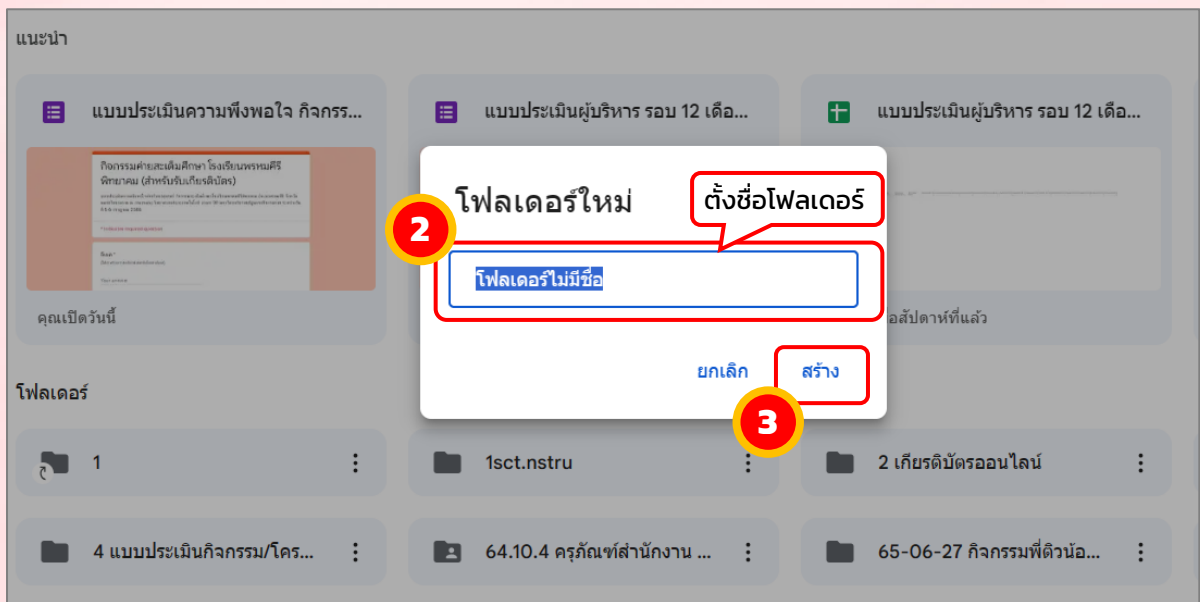 แนะนำ
แบบประเมินความพึงพอใจ กิจกรร...
แบบประเมินผู้บริหาร รอบ 12 เดือ...
แบบประเมินผู้บริหาร รอบ 12 เดือ...
กิจกรรมค่ายสะเต็มศึกษา โรงเรียนพรหมคีรี
พิทยาคม (สำหรับรับเกียรติบัตร)
คุณเปิดวันนี้
อสัปดาห์ที่แล้ว
โฟลเดอร์ใหม่
ตั้งชื่อโฟลเดอร์
2
โฟลเดอร์ไม่มีชื่อ
ยกเลิก
สร้าง
3
โฟลเดอร์
1
1sct.nstru
2 เกียรติบัตรออนไลน์
4 แบบประเมินกิจกรรม/โคร...
64.10.4 ครุภัณฑ์สำนักงาน ...
65-06-27 กิจกรรมพี่ติวน้อ...